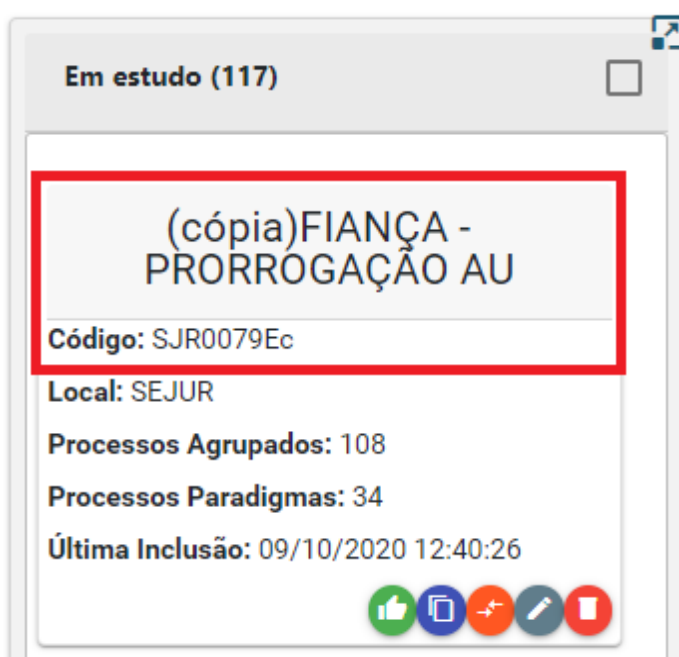 Em estudo (117)
(cópia)FIANÇA -
PRORROGAÇÃO AU
Código: SJR0079Ec
Local: SEJUR
Processos Agrupados: 108
Processos Paradigmas: 34
Última Inclusão: 09/10/2020 12:40:26